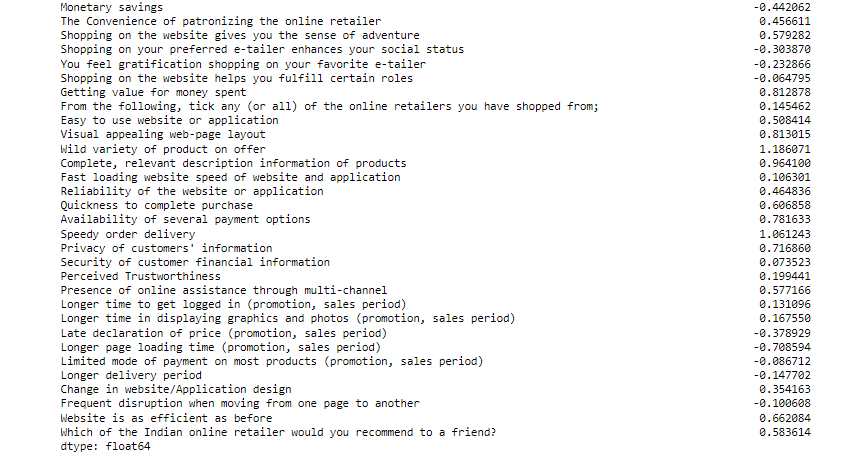 Monetary savings -0.442062
The Convenience of patronizing the online retailer 0.456611
Shopping on the website gives you the sense of adventure 0.579282
Shopping on your preferred e-tailer enhances your social status -0.303870
You feel gratification shopping on your favorite e-tailer -0.232866
Shopping on the website helps you fulfill certain roles -0.064795
Getting value for money spent 0.812878
From the following, tick any (or all) of the online retailers you have shopped from; 0.145462
Easy to use website or application 0.508414
Visual appealing web-page layout 0.813015
Wild variety of product on offer 1.186071
Complete, relevant description information of products 0.964100
Fast loading website speed of website and application 0.106301
Reliability of the website or application 0.464836
Quickness to complete purchase 0.606858
Availability of several payment options 0.781633
Speedy order delivery 1.061243
Privacy of customers' information 0.716860
Security of customer financial information 0.073523
Perceived Trustworthiness 0.199441
Presence of online assistance through multi-channel 0.577166
Longer time to get logged in (promotion, sales period) 0.131096
Longer time in displaying graphics and photos (promotion, sales period) 0.167550
Late declaration of price (promotion, sales period) -0.378929
Longer page loading time (promotion, sales period) -0.708594
Limited mode of payment on most products (promotion, sales period) -0.086712
Longer delivery period -0.147702
Change in website/Application design 0.354163
Frequent disruption when moving from one page to another -0.100608
Website is as efficient as before 0.662084
Which of the Indian online retailer would you recommend to a friend? 0.583614
dtype: float64